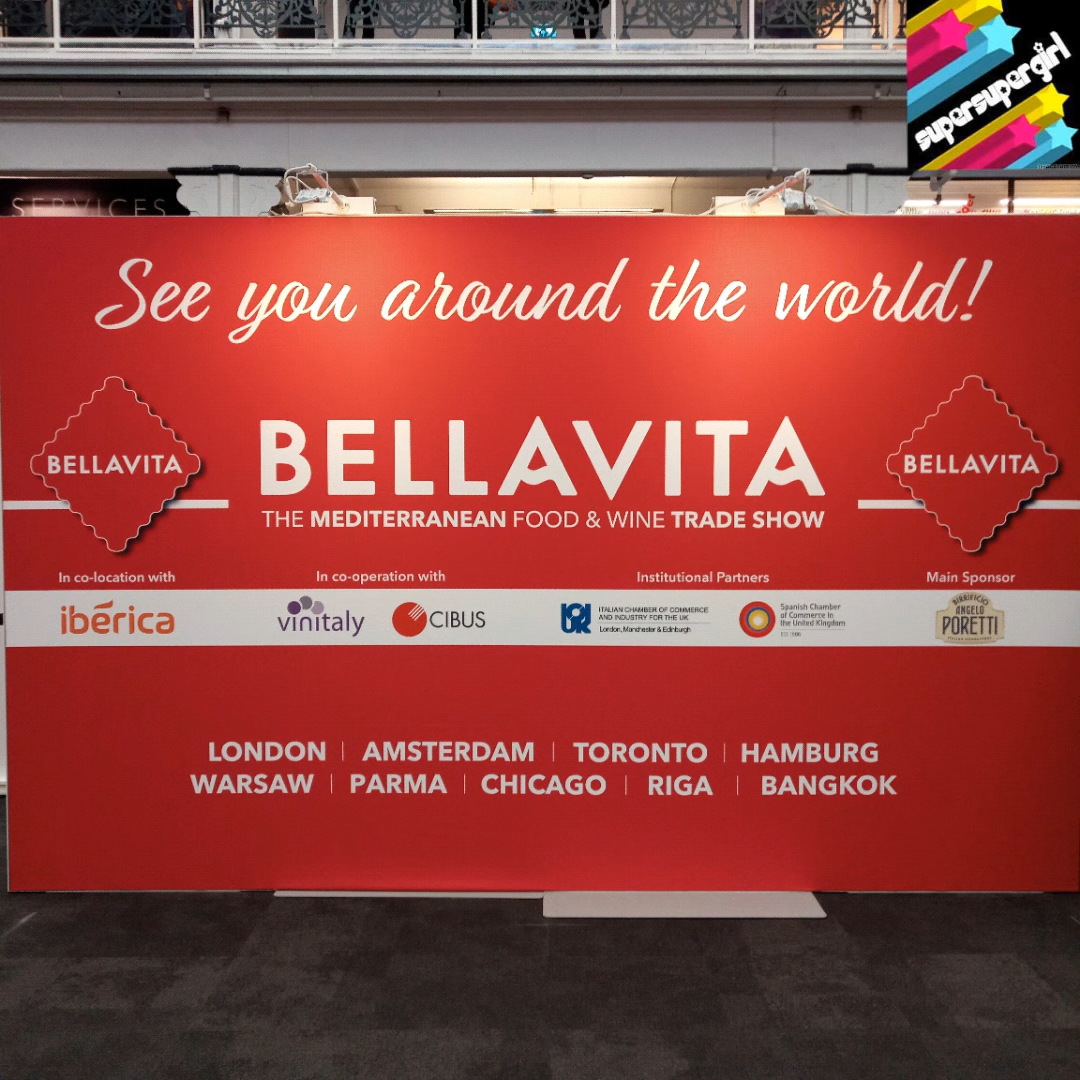 supersupergirl
SERVICES
See you around the world!
BELLAVITA
BELLAVITA
BELLAVITA
THE MEDITERRANEAN FOOD & WINE TRADE SHOW
In co-location with
In co-operation with
Institutional Partners
Main Sponsor
ibērica
vinitaly
CIBUS
ITALIAN CHAMBER OF COMMERCE
AND INDUSTRY FOR THE UK
London, Manchester & Edinburgh
Spanish Chamber
of Commerce in
the United Kingdom
BIRRIFICIO
ANGELO
PORETTI
LONDON | AMSTERDAM | TORONTO | HAMBURG
WARSAW | PARMA | CHICAGO | RIGA | BANGKOK